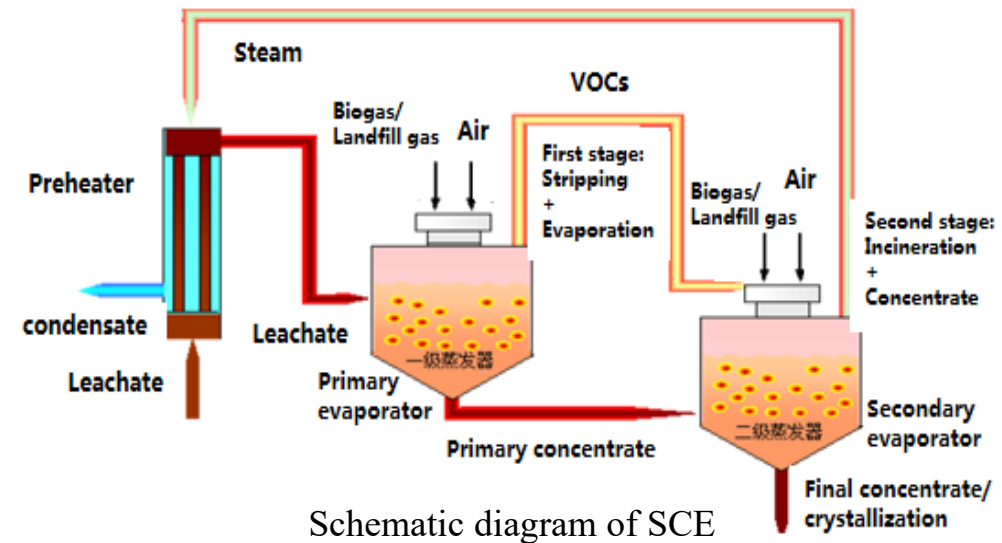 Steam
VOCs
Biogas/
Landfill gas
Air
Preheater
First stage:
Stripping
+
Evaporation
Biogas/
Landfill gas
Air
Second stage:
Incineration
+
Concentrate
condensate
Leachate
Leachate
一级蒸发器
Primary
evaporator
Primary concentrate
二级蒸发器
Secondary
evaporator
Final concentrate/
crystallization
Schematic diagram of SCE